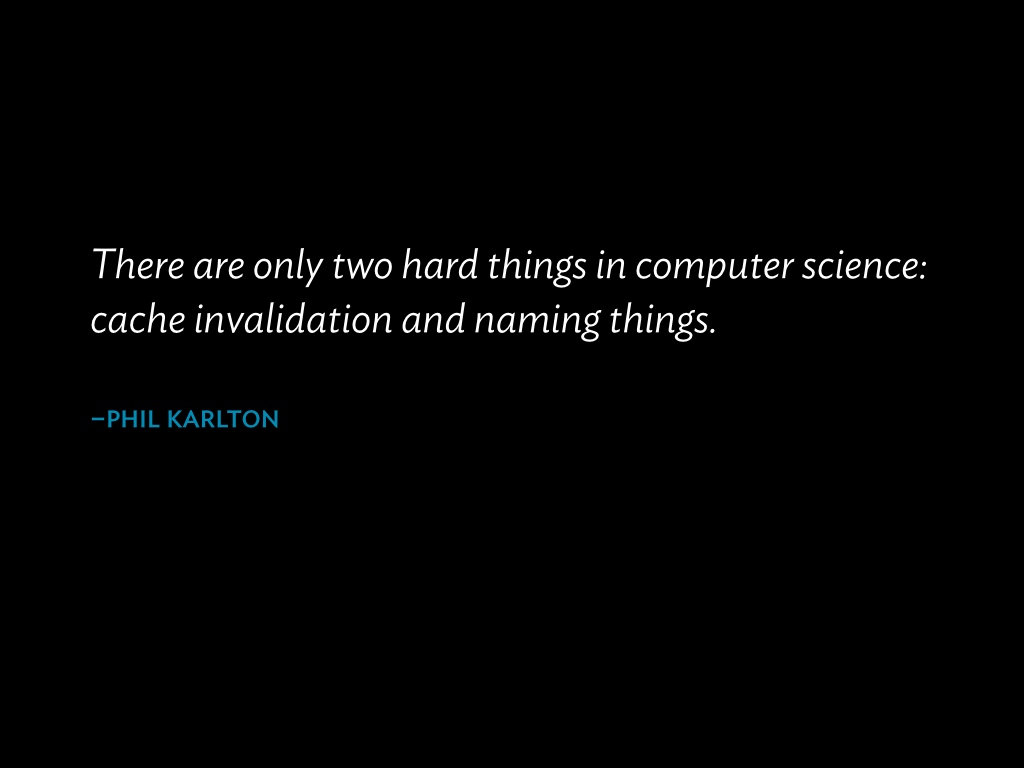 There are only two hard things in computer science:
cache invalidation and naming things.
–PHIL KARLTON